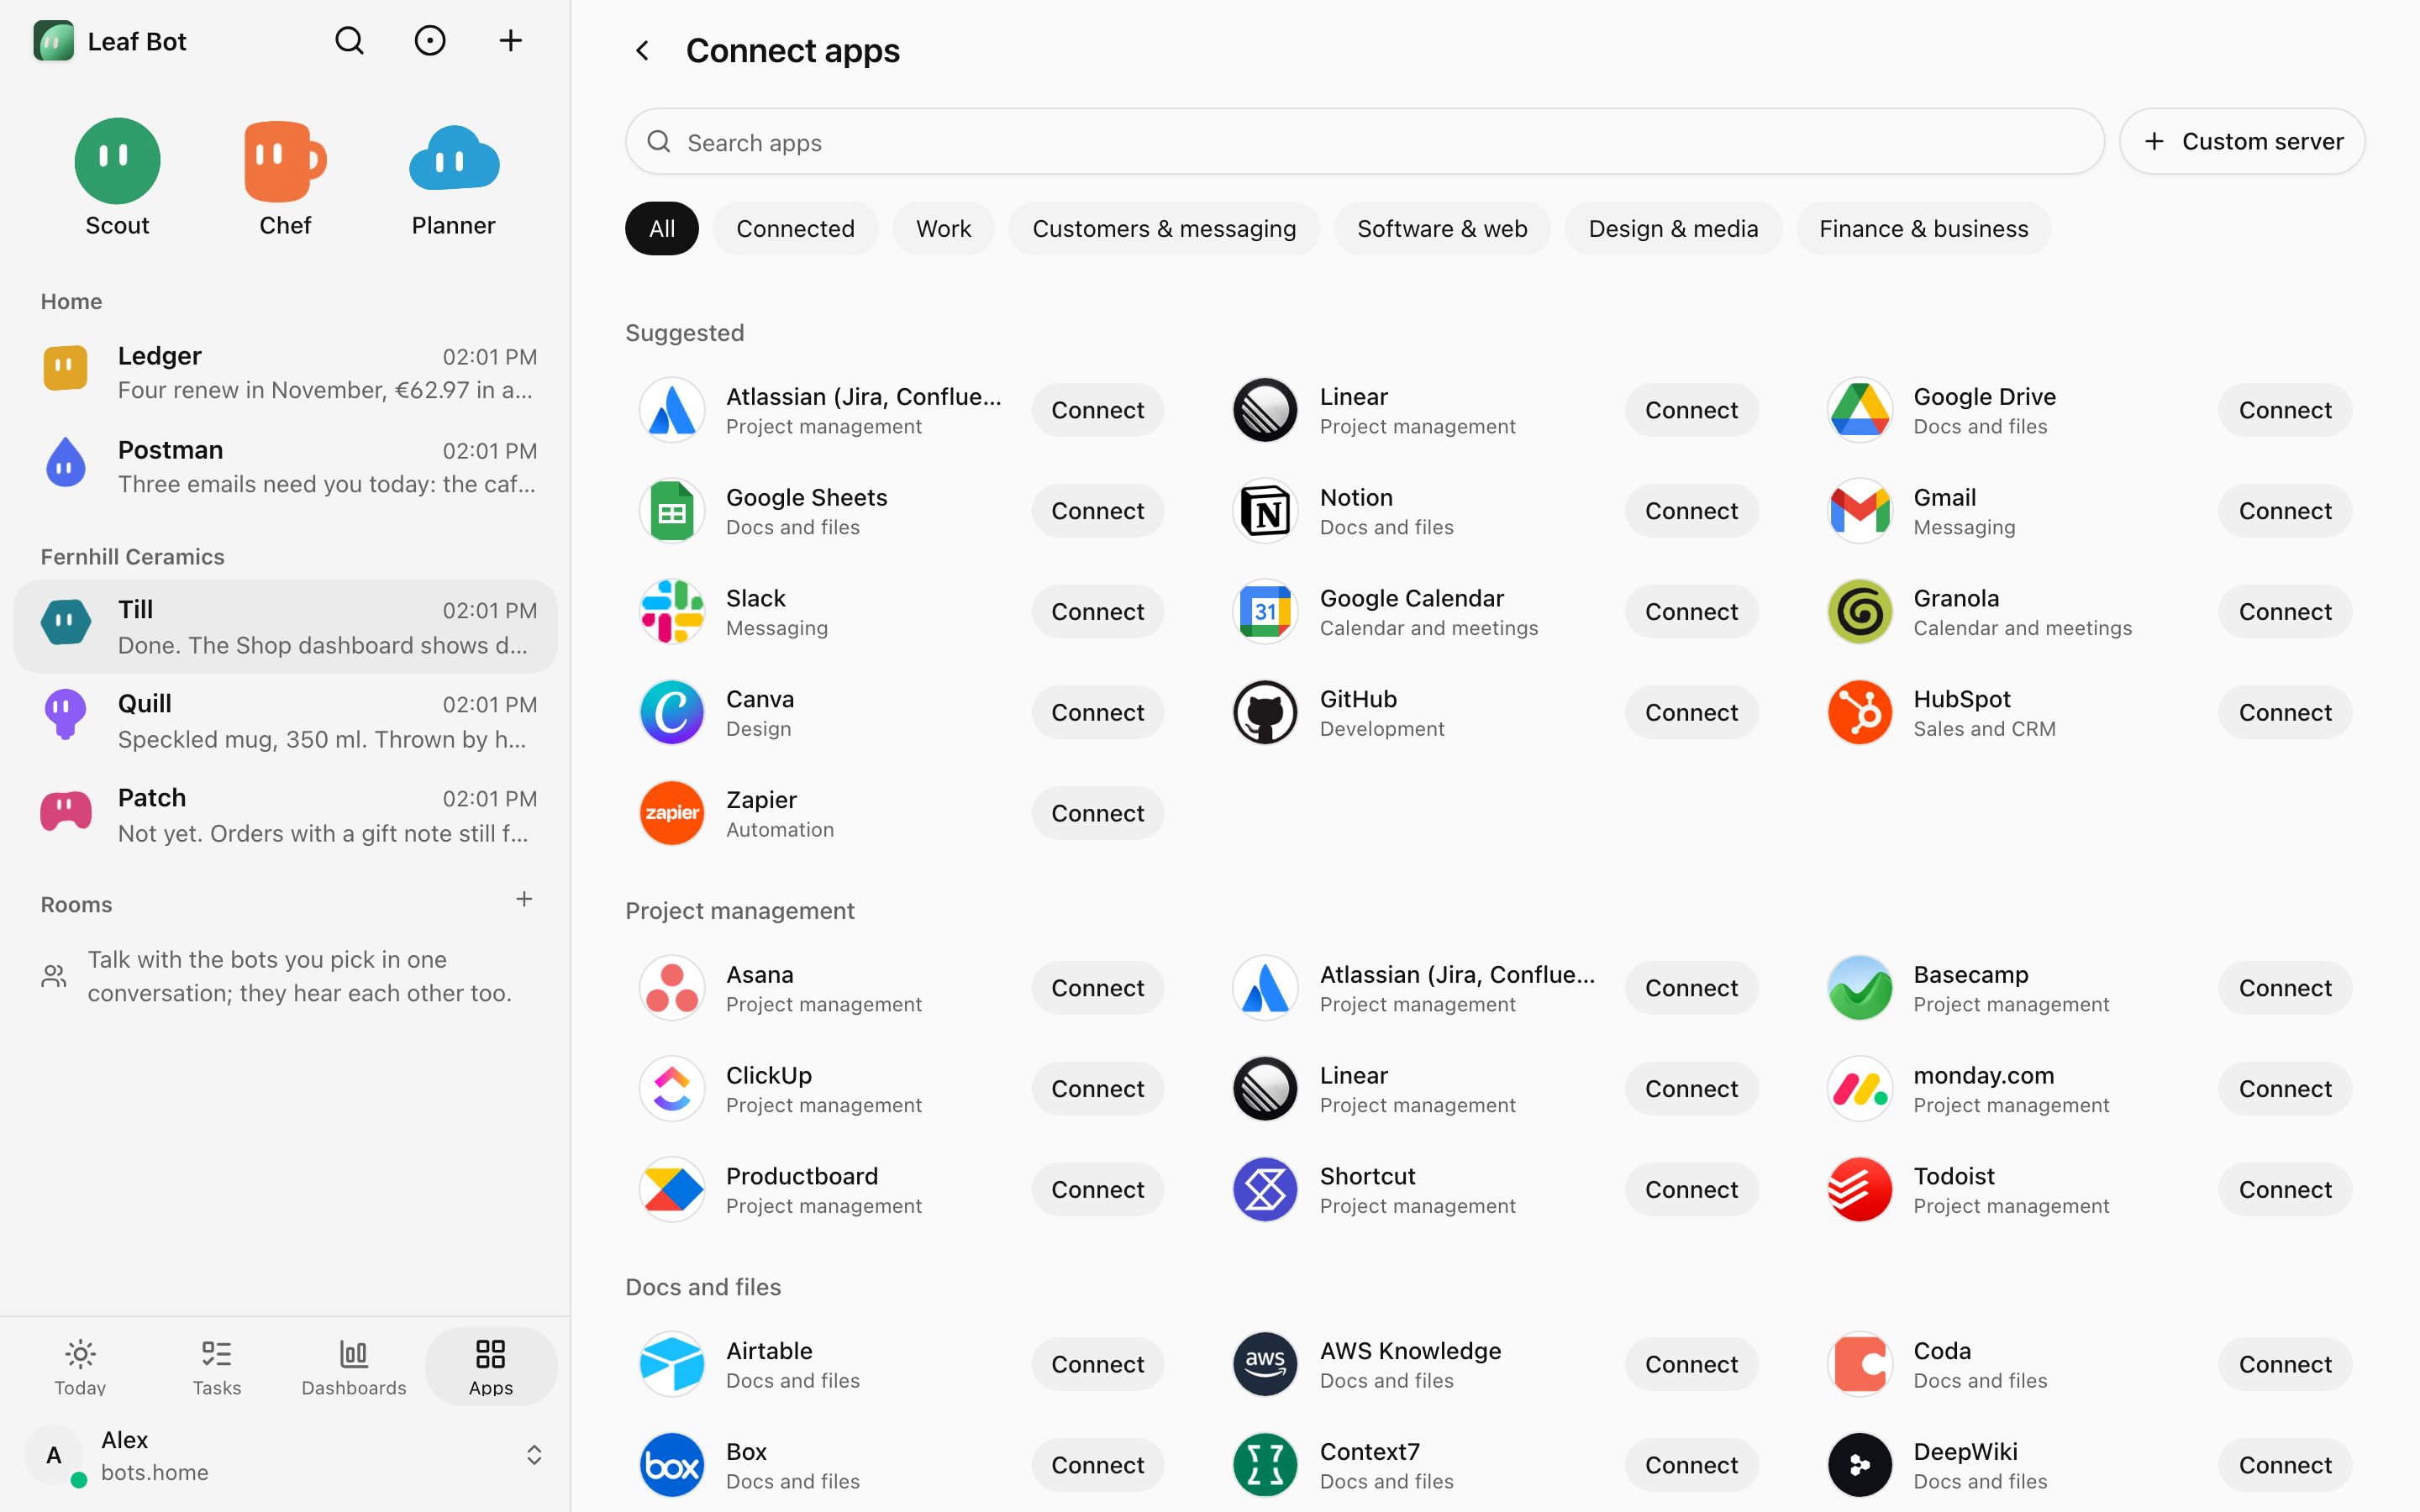 Leaf Bot
Scout
Chef
Planner
Home
Ledger
02:01 PM
Four renew in November, €62.97 in a...
Postman
02:01 PM
Three emails need you today: the caf...
Fernhill Ceramics
Till
02:01 PM
Done. The Shop dashboard shows d...
Quill
02:01 PM
Speckled mug, 350 ml. Thrown by h...
Patch
02:01 PM
Not yet. Orders with a gift note still f...
Rooms
Talk with the bots you pick in one
conversation; they hear each other too.
Today
Tasks
Dashboards
Apps
A
Alex
bots.home
Connect apps
Search apps
Custom server
All
Connected
Work
Customers & messaging
Software & web
Design & media
Finance & business
Suggested
Atlassian (Jira, Conflue...
Project management
Connect
Linear
Project management
Connect
Google Drive
Docs and files
Connect
Google Sheets
Docs and files
Connect
N
Notion
Docs and files
Connect
Gmail
Messaging
Connect
Slack
Messaging
Connect
31
Google Calendar
Calendar and meetings
Connect
Granola
Calendar and meetings
Connect
C
Canva
Design
Connect
GitHub
Development
Connect
HubSpot
Sales and CRM
Connect
zapier
Zapier
Automation
Connect
Project management
Asana
Project management
Connect
Atlassian (Jira, Conflue...
Project management
Connect
Basecamp
Project management
Connect
ClickUp
Project management
Connect
Linear
Project management
Connect
monday.com
Project management
Connect
Productboard
Project management
Connect
Shortcut
Project management
Connect
Todoist
Project management
Connect
Docs and files
Airtable
Docs and files
Connect
aws
AWS Knowledge
Docs and files
Connect
Coda
Docs and files
Connect
box
Box
Docs and files
Connect
Context7
Docs and files
Connect
DeepWiki
Docs and files
Connect